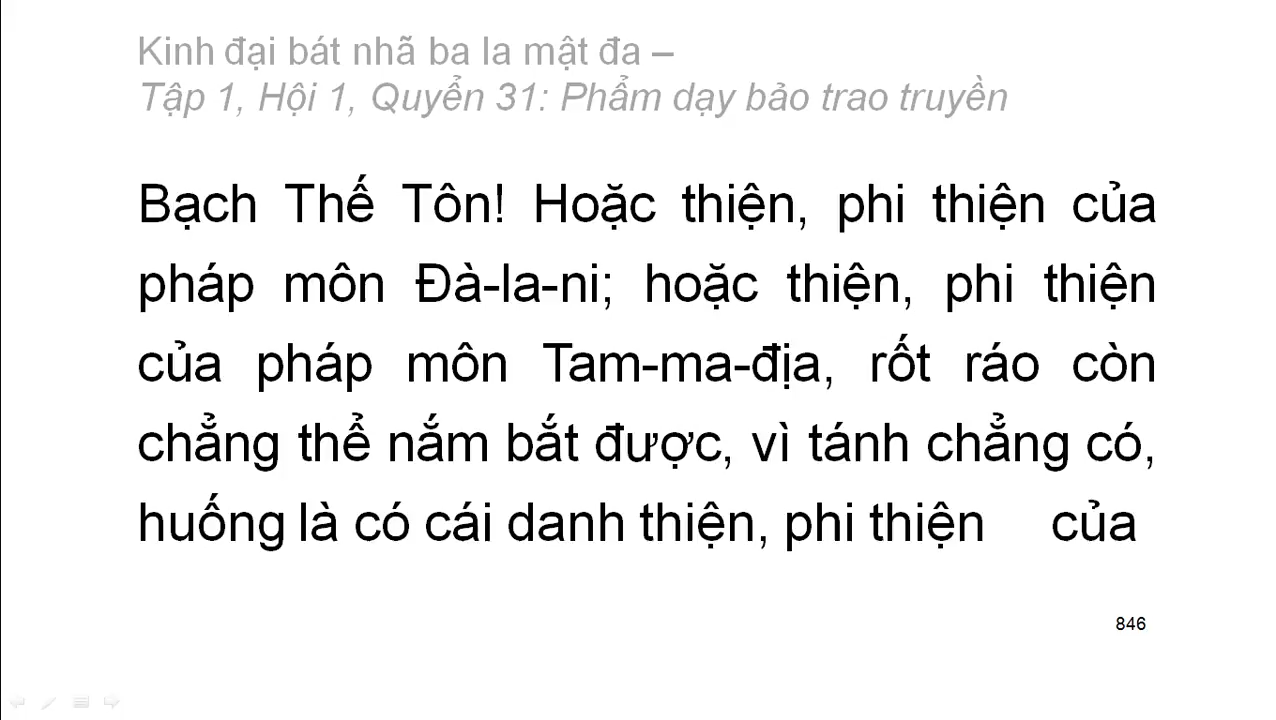 Kinh đại bát nhã ba la mật đa –
Tập 1, Hội 1, Quyển 31: Phẩm dạy bảo trao truyền
Bạch Thế Tôn! Hoặc thiện, phi thiện của
pháp môn Đà-la-ni; hoặc thiện, phi thiện
của pháp môn Tam-ma-địa, rốt ráo còn
chẳng thể nắm bắt được, vì tánh chẳng có,
huống là có cái danh thiện, phi thiện của
846